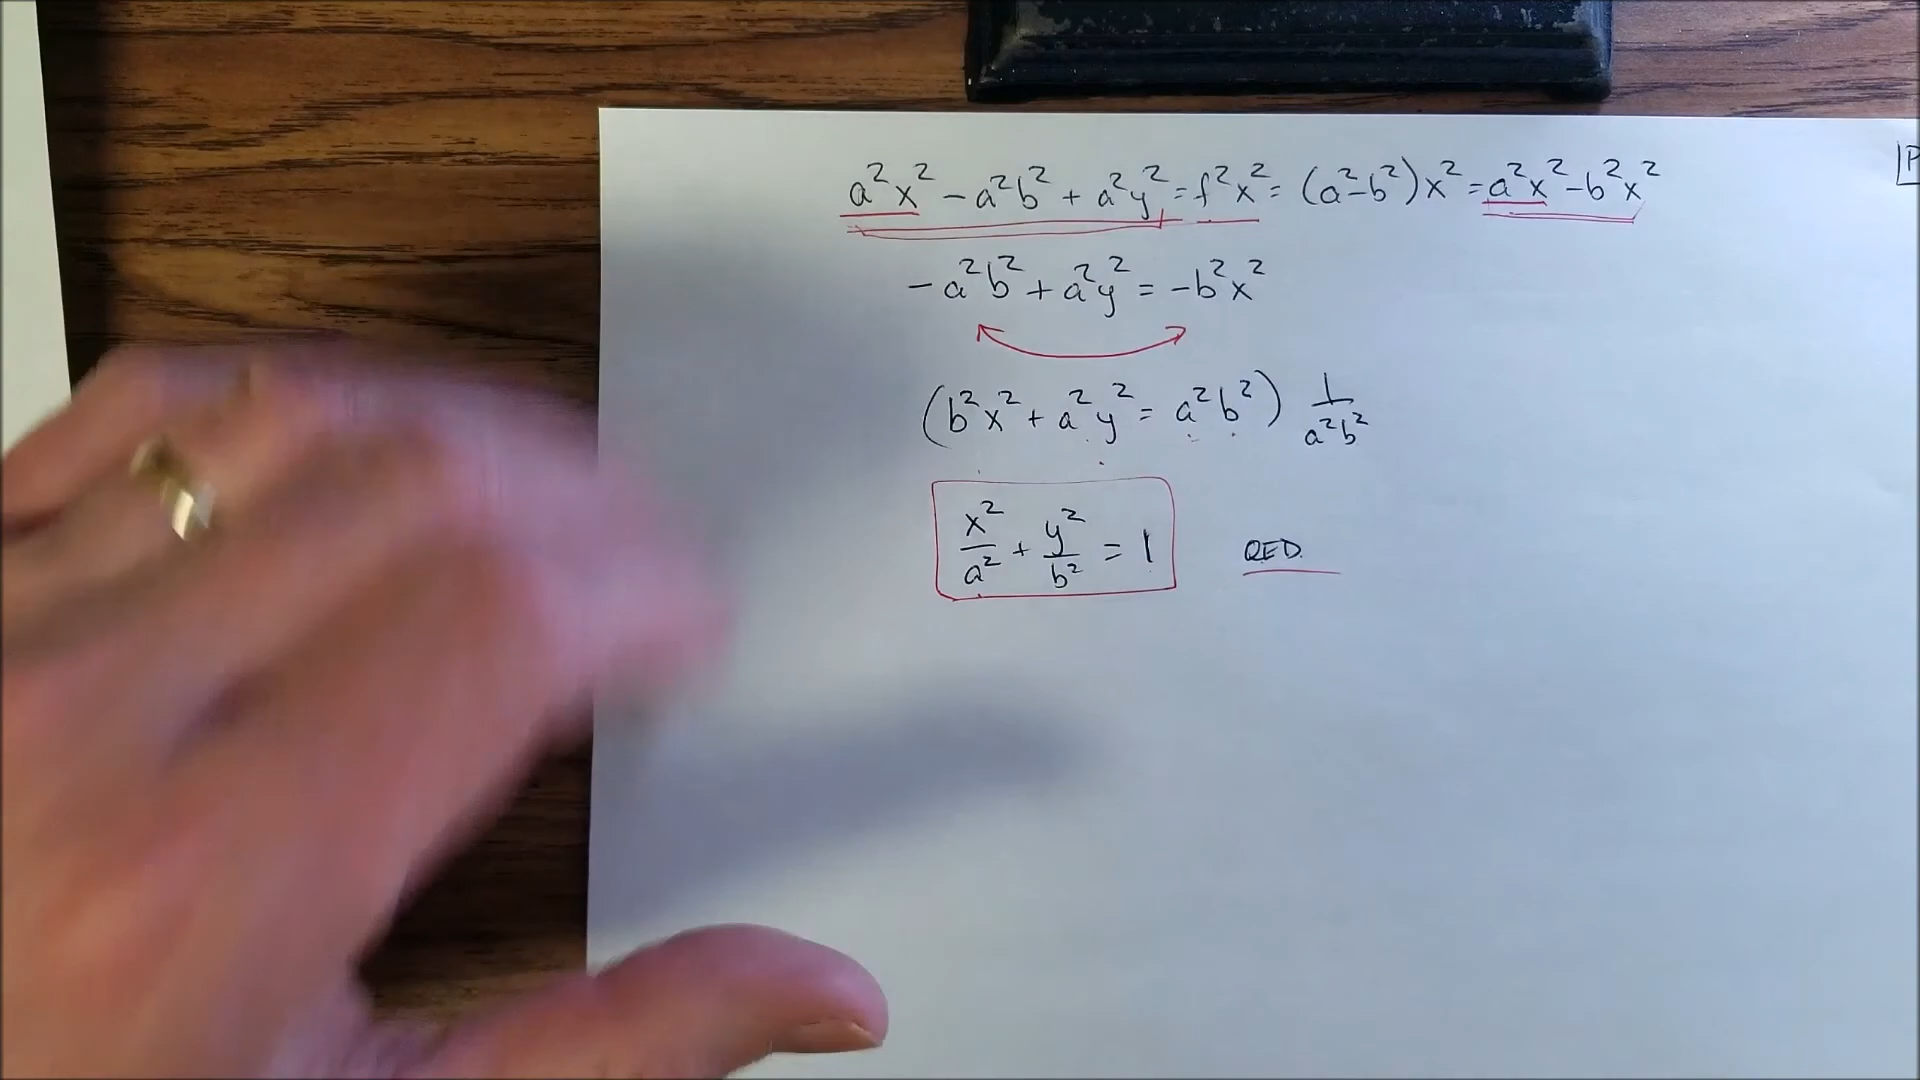 a²x² - a²b² + a²y² = f²x² = (a²-b²)x² = a²x² - b²x²
-a²b² + a²y² = -b²x²
(b²x² + a²y² = a²b²) 1/a²b²
x²/a² + y²/b² = 1 QED.